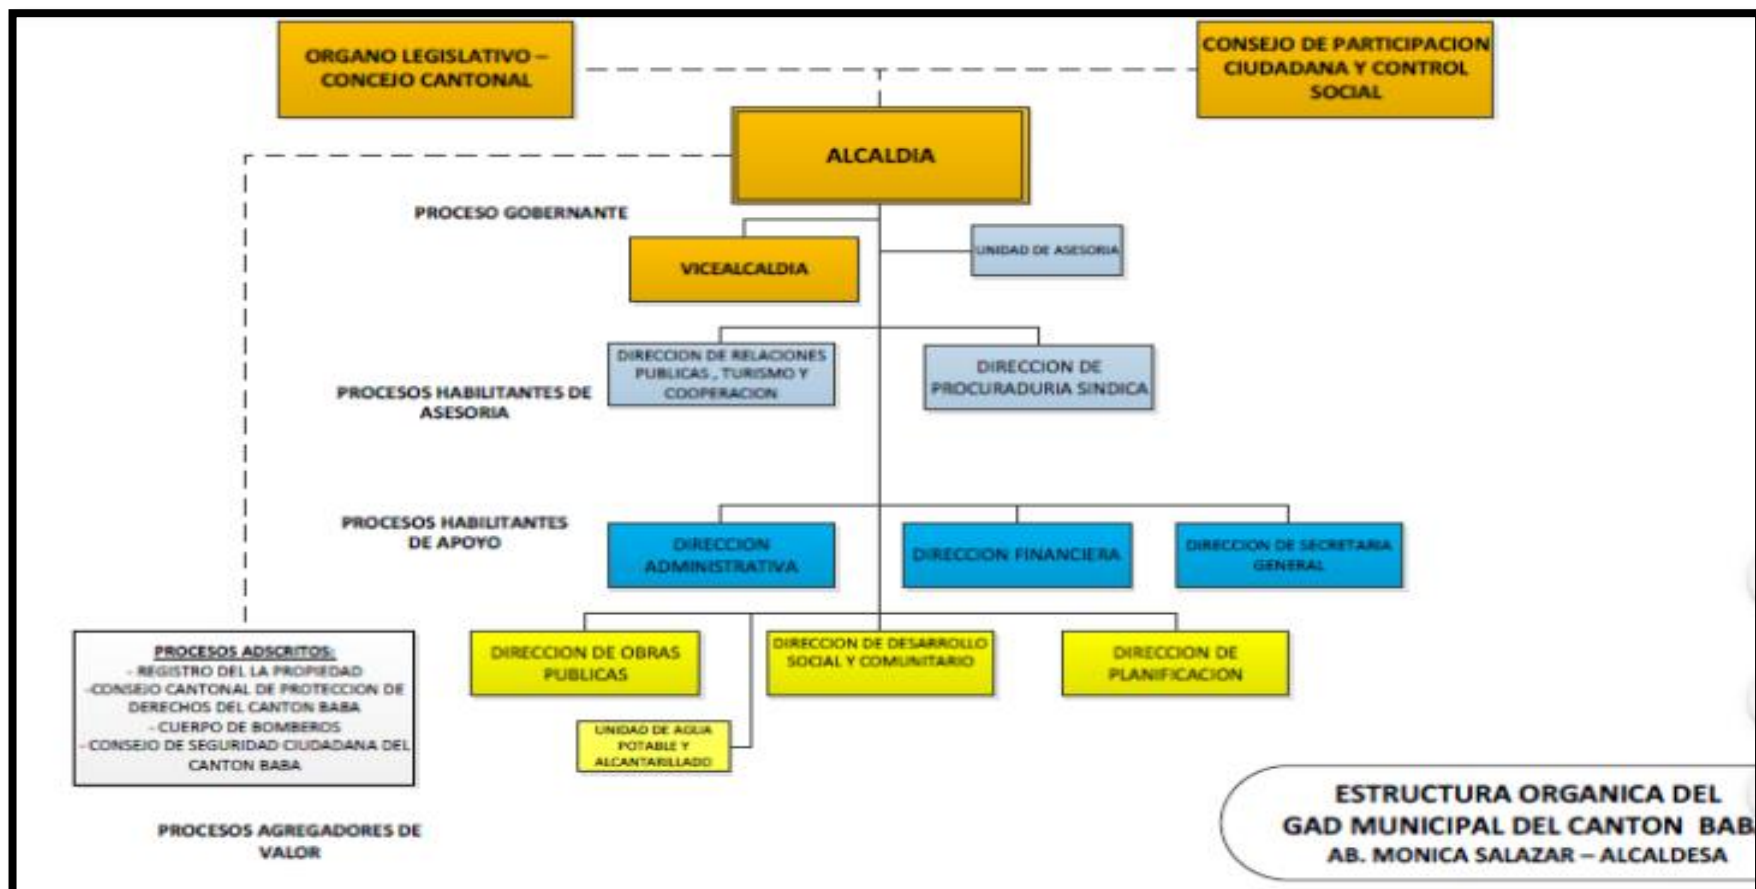 ORGANO LEGISLATIVO –
CONCEJO CANTONAL
CONSEJO DE PARTICIPACION
CIUDADANA Y CONTROL
SOCIAL
ALCALDIA
PROCESO GOBERNANTE
VICEALCALDIA
UNIDAD DE ASESORIA
DIRECCION DE RELACIONES
PUBLICAS , TURISMO Y
COOPERACION
DIRECCION DE
PROCURADURIA SINDICA
PROCESOS HABILITANTES DE
ASESORIA
PROCESOS HABILITANTES
DE APOYO
DIRECCION
ADMINISTRATIVA
DIRECCION FINANCIERA
DIRECCION DE SECRETARIA
GENERAL
PROCESOS ADSCRITOS:
- REGISTRO DEL LA PROPIEDAD
-CONSEJO CANTONAL DE PROTECCION DE
DERECHOS DEL CANTON BABA
- CUERPO DE BOMBEROS
- CONSEJO DE SEGURIDAD CIUDADANA DEL
CANTON BABA
DIRECCION DE OBRAS
PUBLICAS
DIRECCION DE DESARROLLO
SOCIAL Y COMUNITARIO
DIRECCION DE
PLANIFICACION
UNIDAD DE AGUA
POTABLE Y
ALCANTARILLADO
PROCESOS AGREGADORES DE
VALOR
ESTRUCTURA ORGANICA DEL
GAD MUNICIPAL DEL CANTON BABA
AB. MONICA SALAZAR – ALCALDESA